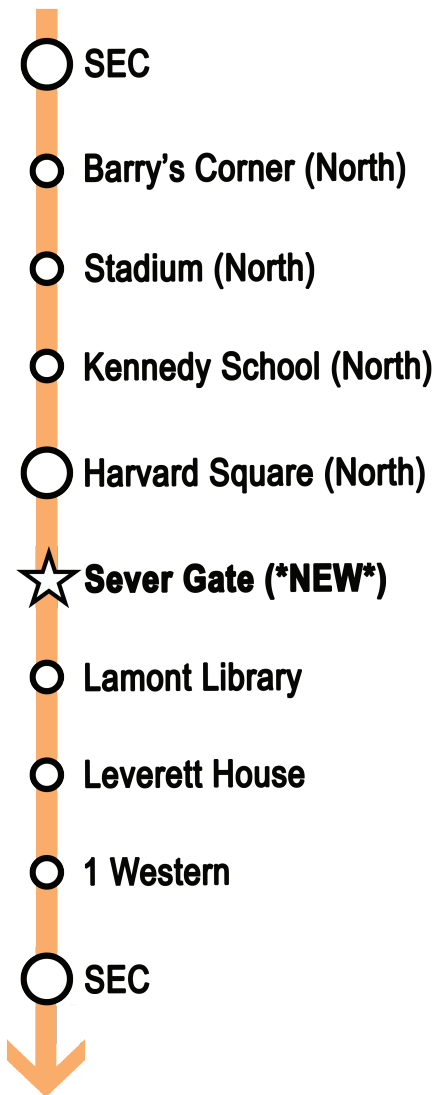 SEC
Barry’s Corner (North)
Stadium (North)
Kennedy School (North)
Harvard Square (North)
Sever Gate (*NEW*)
Lamont Library
Leverett House
1 Western
SEC